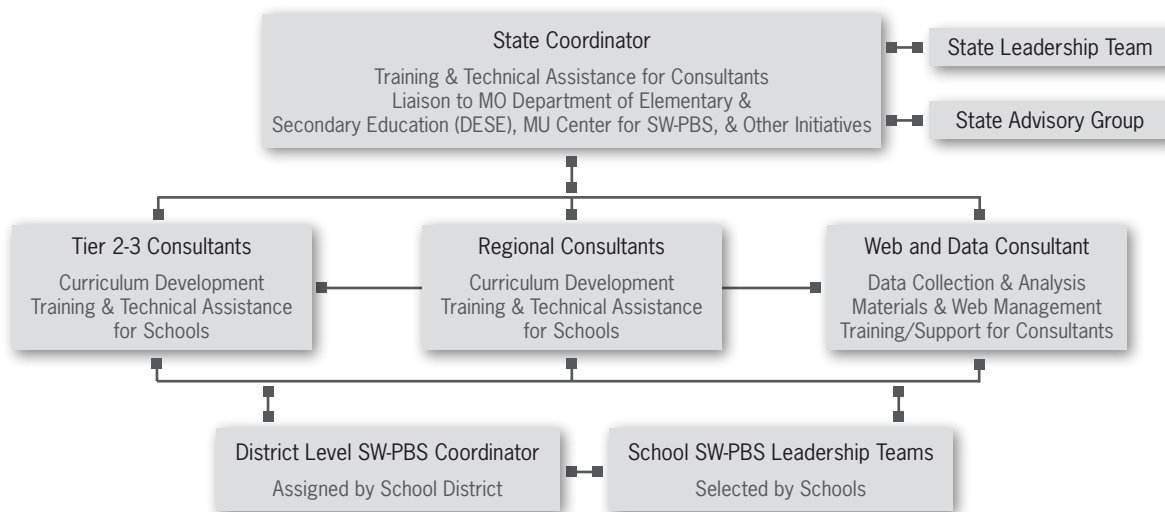 State Coordinator
Training & Technical Assistance for Consultants
Liaison to MO Department of Elementary &
Secondary Education (DESE), MU Center for SW-PBS, & Other Initiatives
State Leadership Team
State Advisory Group
Tier 2-3 Consultants
Curriculum Development
Training & Technical Assistance
for Schools
Regional Consultants
Curriculum Development
Training & Technical Assistance
for Schools
Web and Data Consultant
Data Collection & Analysis
Materials & Web Management
Training/Support for Consultants
District Level SW-PBS Coordinator
Assigned by School District
School SW-PBS Leadership Teams
Selected by Schools